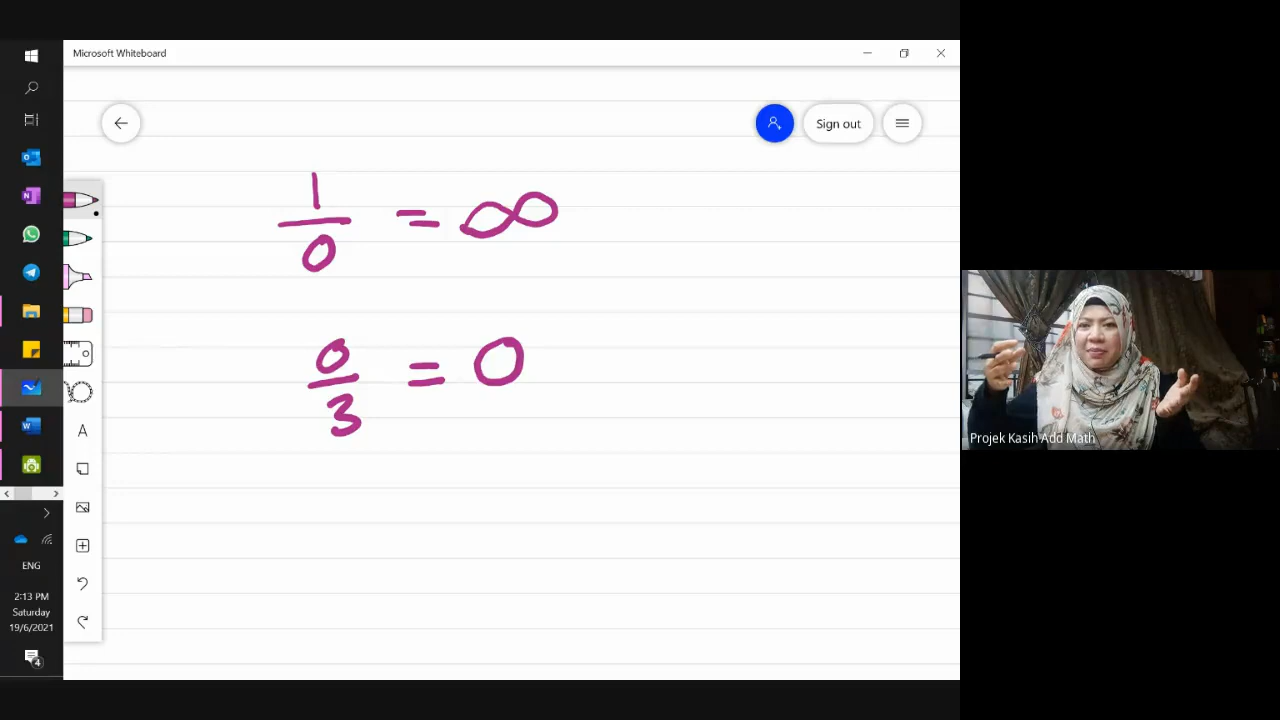 Microsoft Whiteboard
Sign out
1/0 = ∞
0/3 = 0
A
ENG
2:13 PM
Saturday
19/6/2021
4
Projek Kasih Add Math